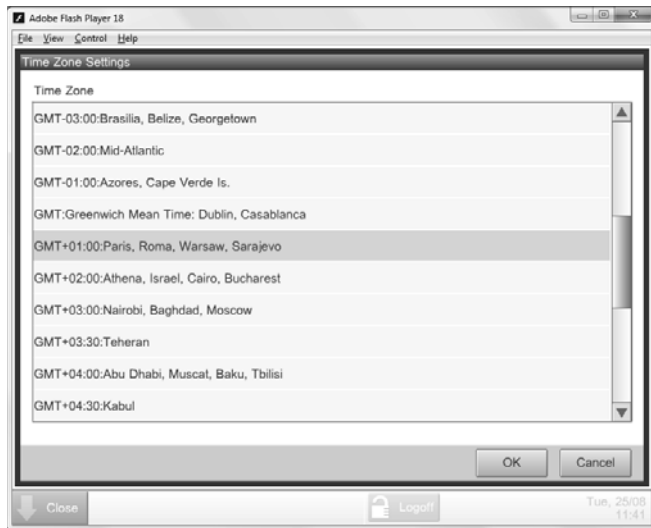 Adobe Flash Player 18
File View Control Help
Time Zone Settings
Time Zone
GMT-03:00:Brasilia, Belize, Georgetown
GMT-02:00:Mid-Atlantic
GMT-01:00:Azores, Cape Verde Is.
GMT:Greenwich Mean Time: Dublin, Casablanca
GMT+01:00:Paris, Roma, Warsaw, Sarajevo
GMT+02:00:Athena, Israel, Cairo, Bucharest
GMT+03:00:Nairobi, Baghdad, Moscow
GMT+03:30:Teheran
GMT+04:00:Abu Dhabi, Muscat, Baku, Tbilisi
GMT+04:30:Kabul
OK Cancel
Close Logoff Tue, 25/08
11:41